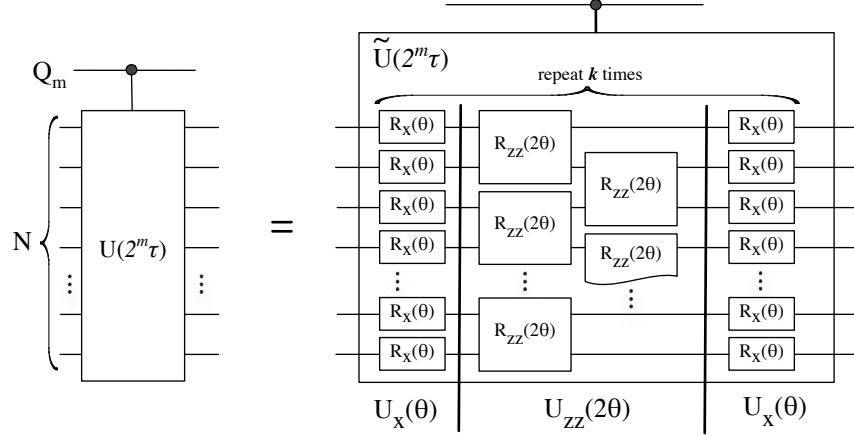 Q_m
N
U(2^m τ)
⋮ ⋮
=
Ũ(2^m τ)
repeat k times
R_x(θ) R_zz(2θ) R_x(θ)
R_x(θ) R_zz(2θ) R_x(θ)
R_x(θ) R_zz(2θ) R_x(θ)
R_x(θ) R_zz(2θ) R_x(θ)
⋮ ⋮ ⋮ ⋮
R_x(θ) R_zz(2θ) R_x(θ)
R_x(θ) R_x(θ)
U_x(θ) U_zz(2θ) U_x(θ)